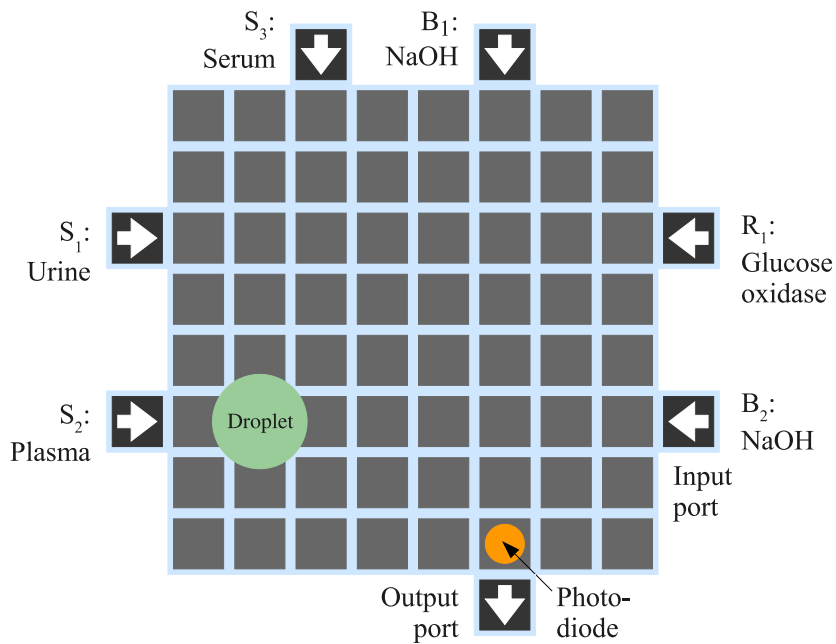 S₃:
Serum
B₁:
NaOH
S₁:
Urine
R₁:
Glucose
oxidase
S₂:
Plasma
Droplet
B₂:
NaOH
Input
port
Output
port
Photo-
diode